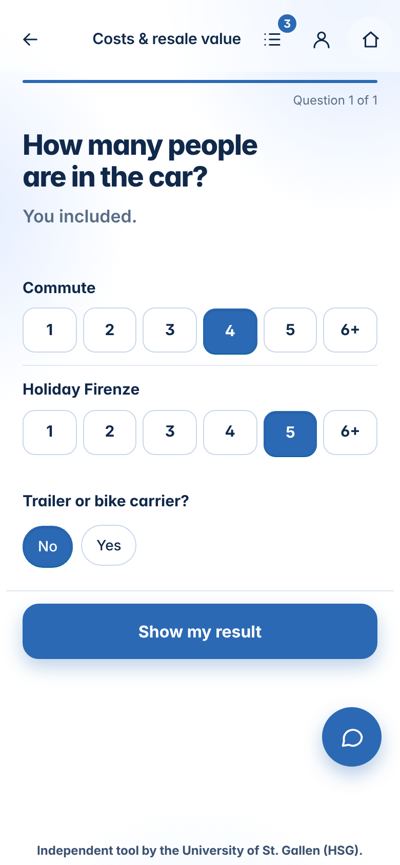 Costs & resale value
3
Question 1 of 1
How many people
are in the car?
You included.
Commute
1 2 3 4 5 6+
Holiday Firenze
1 2 3 4 5 6+
Trailer or bike carrier?
No Yes
Show my result
Independent tool by the University of St. Gallen (HSG).